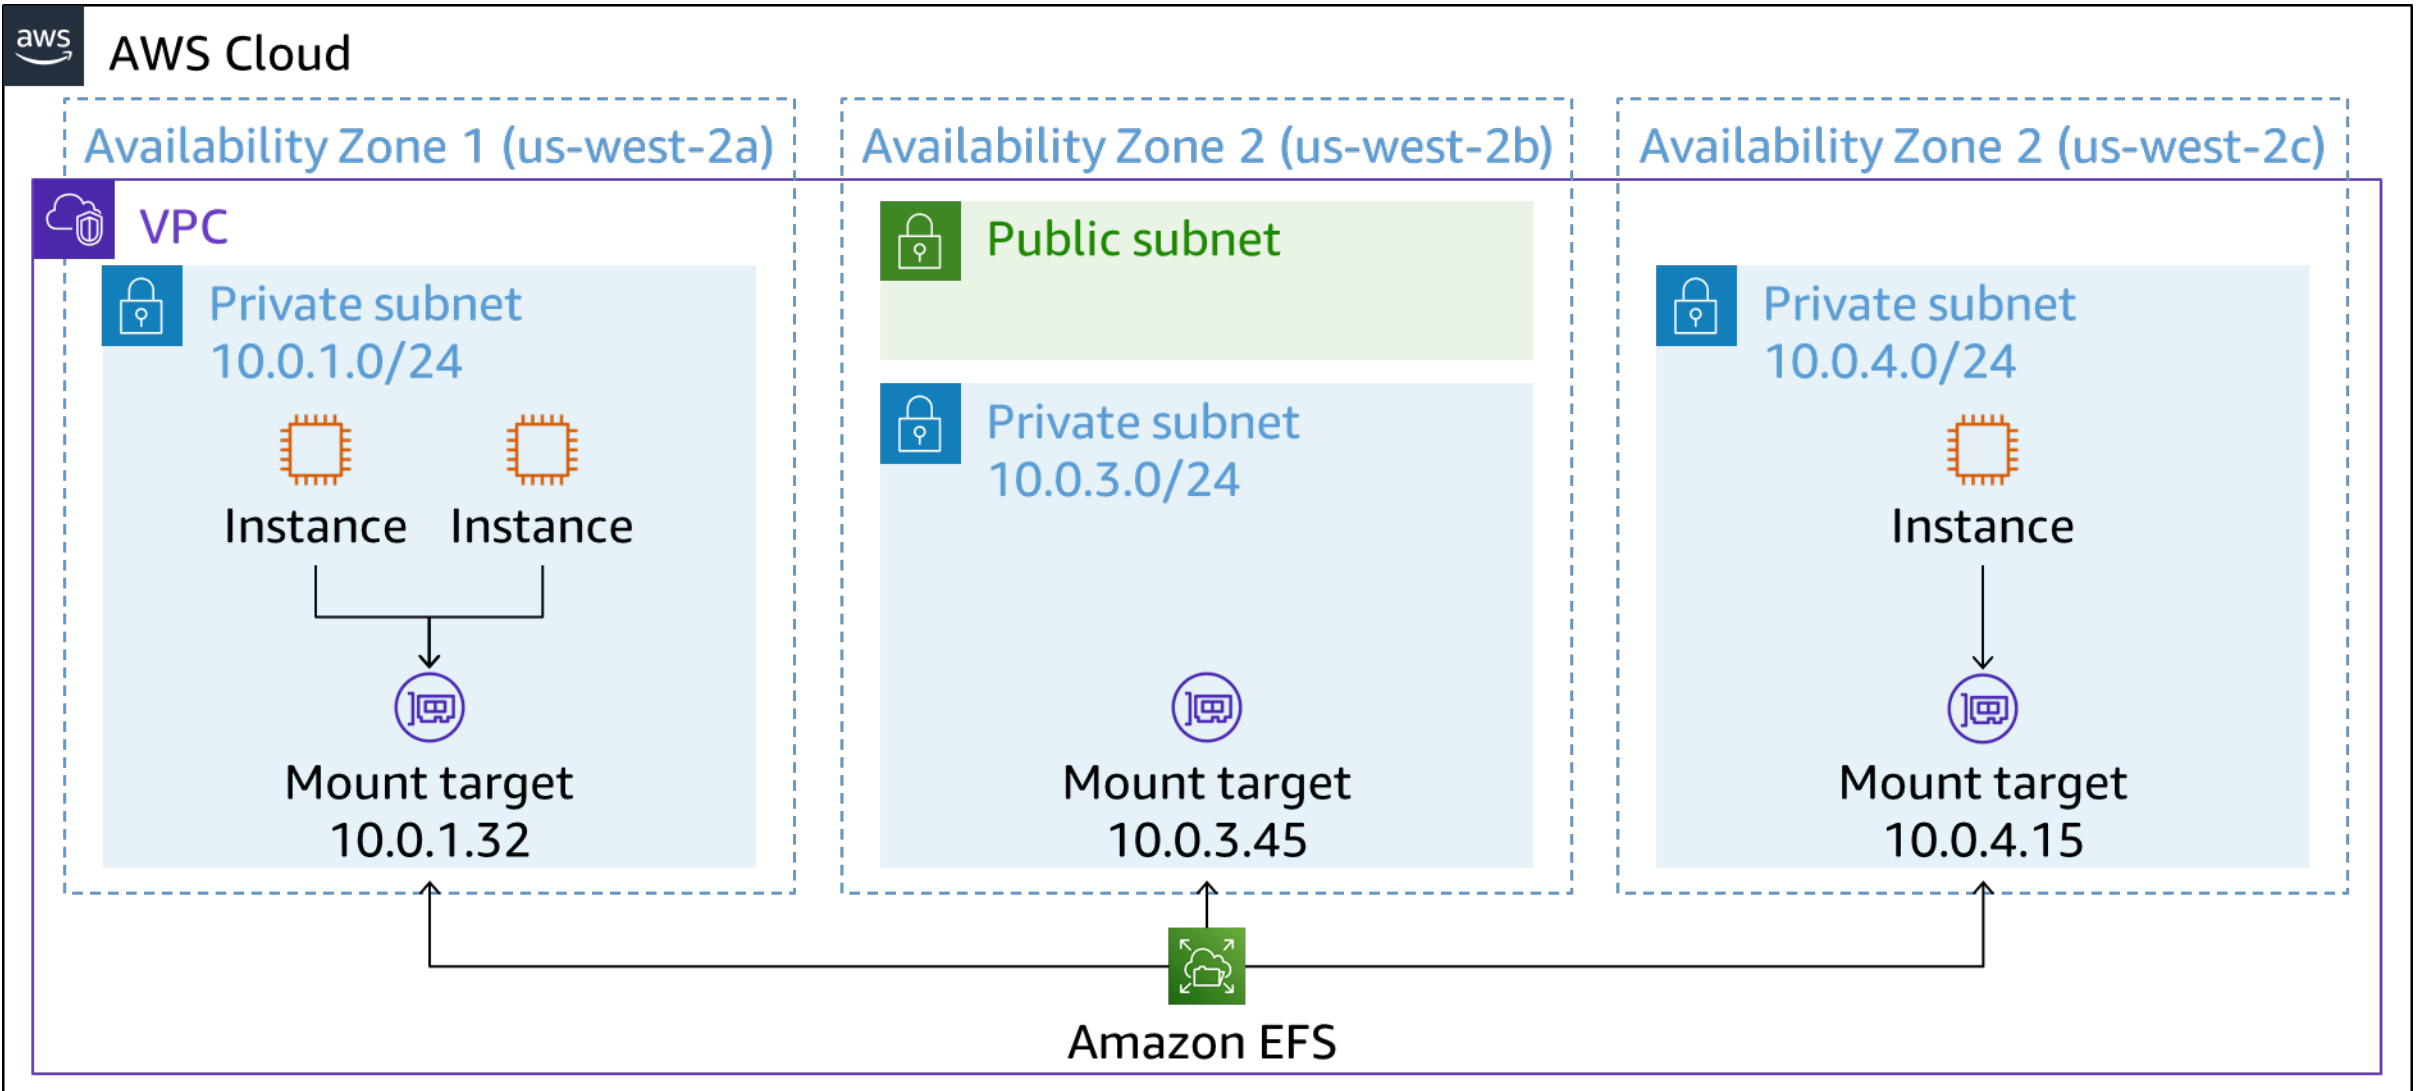 aws
AWS Cloud
Availability Zone 1 (us-west-2a)
Availability Zone 2 (us-west-2b)
Availability Zone 2 (us-west-2c)
VPC
Private subnet
10.0.1.0/24
Instance
Instance
Mount target
10.0.1.32
Public subnet
Private subnet
10.0.3.0/24
Mount target
10.0.3.45
Private subnet
10.0.4.0/24
Instance
Mount target
10.0.4.15
Amazon EFS